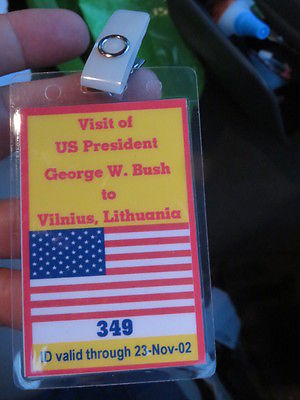 Visit of
US President
George W. Bush
to
Vilnius, Lithuania
349
ID valid through 23-Nov-02